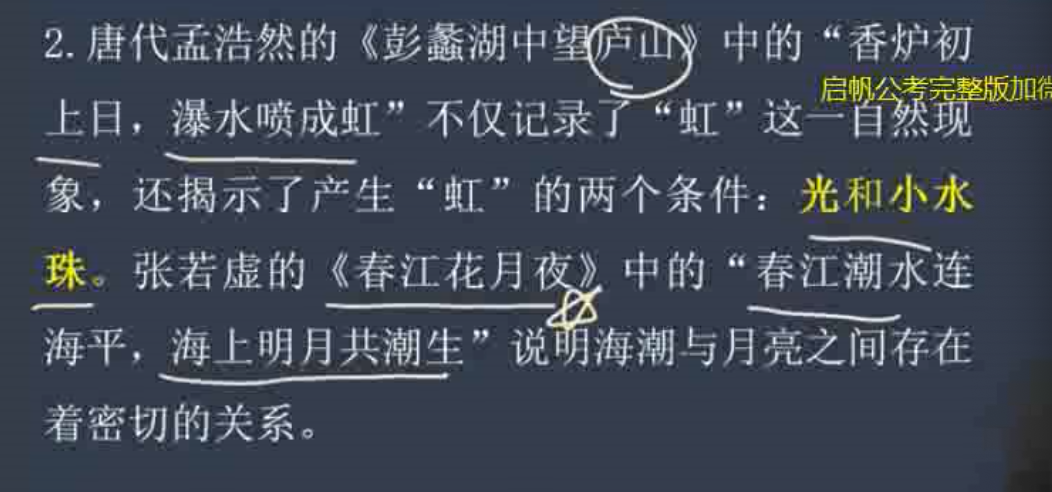 2.唐代孟浩然的《彭蠡湖中望庐山》中的“香炉初
启帆公考完整版加微
上日，瀑水喷成虹”不仅记录了“虹”这一自然现
象，还揭示了产生“虹”的两个条件：光和小水
珠。张若虚的《春江花月夜》中的“春江潮水连
海平，海上明月共潮生”说明海潮与月亮之间存在
着密切的关系。